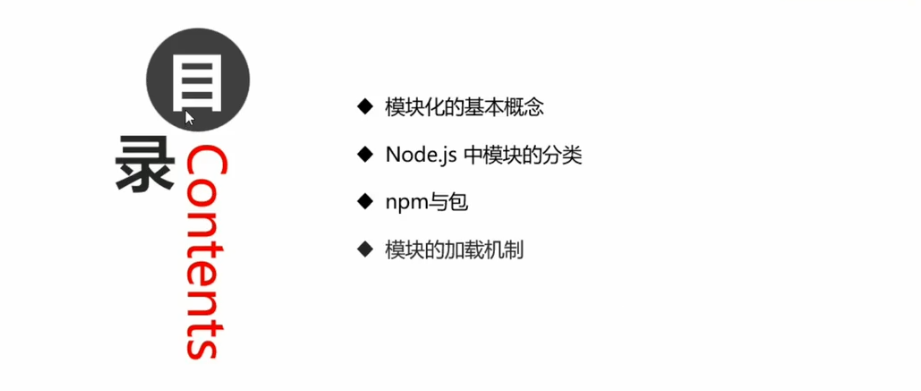 目录
Contents
模块化的基本概念
Node.js 中模块的分类
npm与包
模块的加载机制